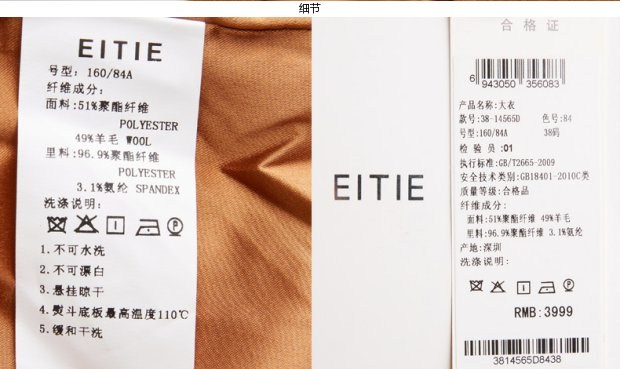 细节
EITIE
号型: 160/84A
纤维成分:
面料:51%聚酯纤维
POLYESTER
49%羊毛 WOOL
里料:96.9%聚酯纤维
POLYESTER
3.1%氨纶 SPANDEX
洗涤说明:
1.不可水洗
2.不可漂白
3.悬挂晾干
4.熨斗底板最高温度110℃
5.缓和干洗
EITIE
合格证
6 943050 356083
产品名称:大衣
款号:38-14565D 色号:84
号型:160/84A 38码
检 验 员 :01
执行标准:GB/T2665-2009
安全技术类别:GB18401-2010C类
质量等级:合格品
纤维成分:
面料:51%聚酯纤维 49%羊毛
里料:96.9%聚酯纤维 3.1%氨纶
产地:深圳
洗涤说明:
RMB:3999
3814565D8438